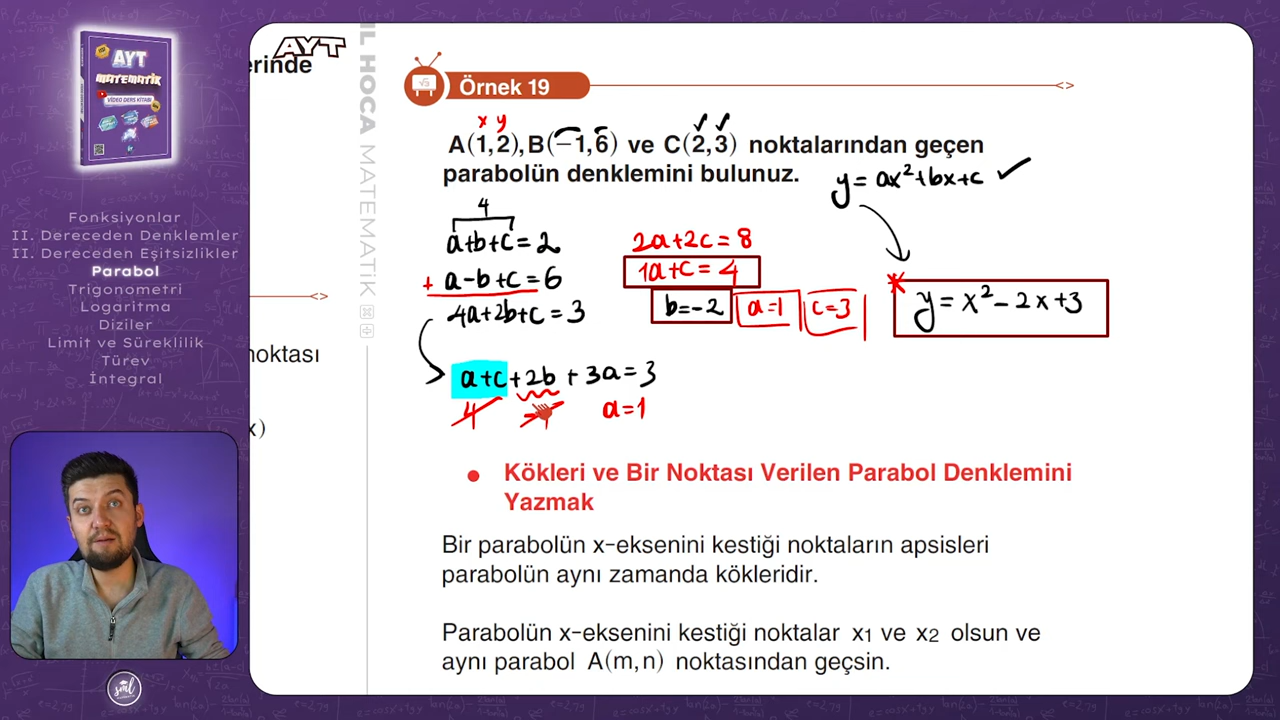 AYT
MATEMATİK
VİDEO DERS KİTABI
Fonksiyonlar
II. Dereceden Denklemler
II. Dereceden Eşitsizlikler
Parabol
Trigonometri
Logaritma
Diziler
Limit ve Süreklilik
Türev
İntegral
sml
AYT
erinde
noktası
x)
IL HOCA MATEMATİK
Örnek 19
x y
A(1,2), B(−1,6) ve C(2,3) noktalarından geçen
parabolün denklemini bulunuz.
y = ax²+bx+c
4
a+b+c = 2
+ a-b+c = 6
4a+2b+c = 3
a+c+2b + 3a = 3
4 -4 a=1
2a+2c = 8
1a+c = 4
b=-2 a=1 c=3
y = x² - 2x + 3
• Kökleri ve Bir Noktası Verilen Parabol Denklemini
Yazmak
Bir parabolün x-eksenini kestiği noktaların apsisleri
parabolün aynı zamanda kökleridir.
Parabolün x-eksenini kestiği noktalar x₁ ve x₂ olsun ve
aynı parabol A(m,n) noktasından geçsin.